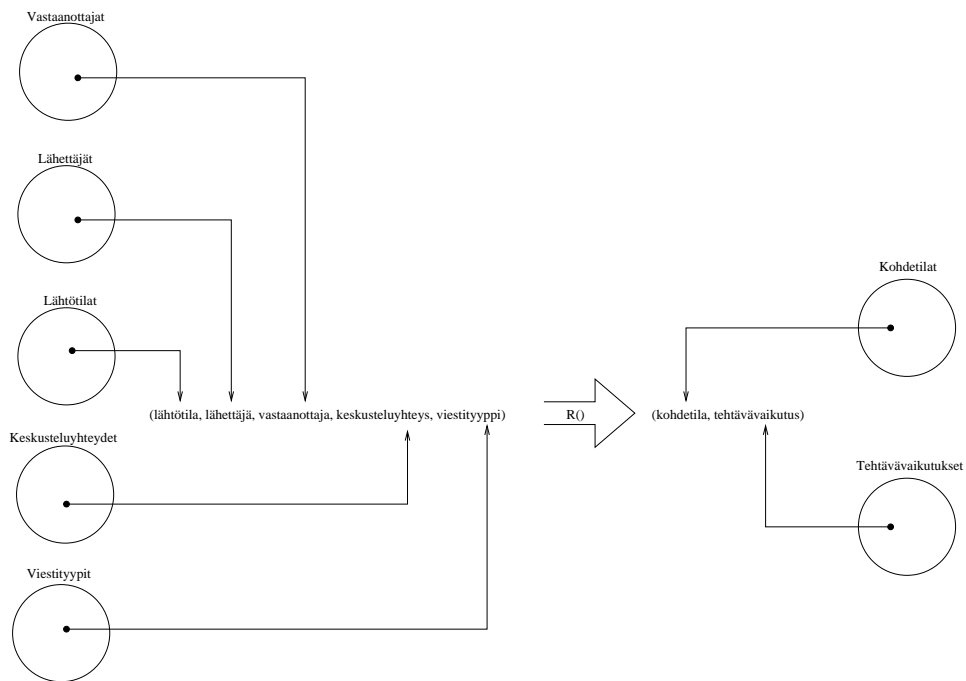 Vastaanottajat
Lähettäjät
Lähtötilat
Kohdetilat
(lähtötila, lähettäjä, vastaanottaja, keskusteluyhteys, viestityyppi)
R()
(kohdetila, tehtävävaikutus)
Keskusteluyhteydet
Tehtävävaikutukset
Viestityypit